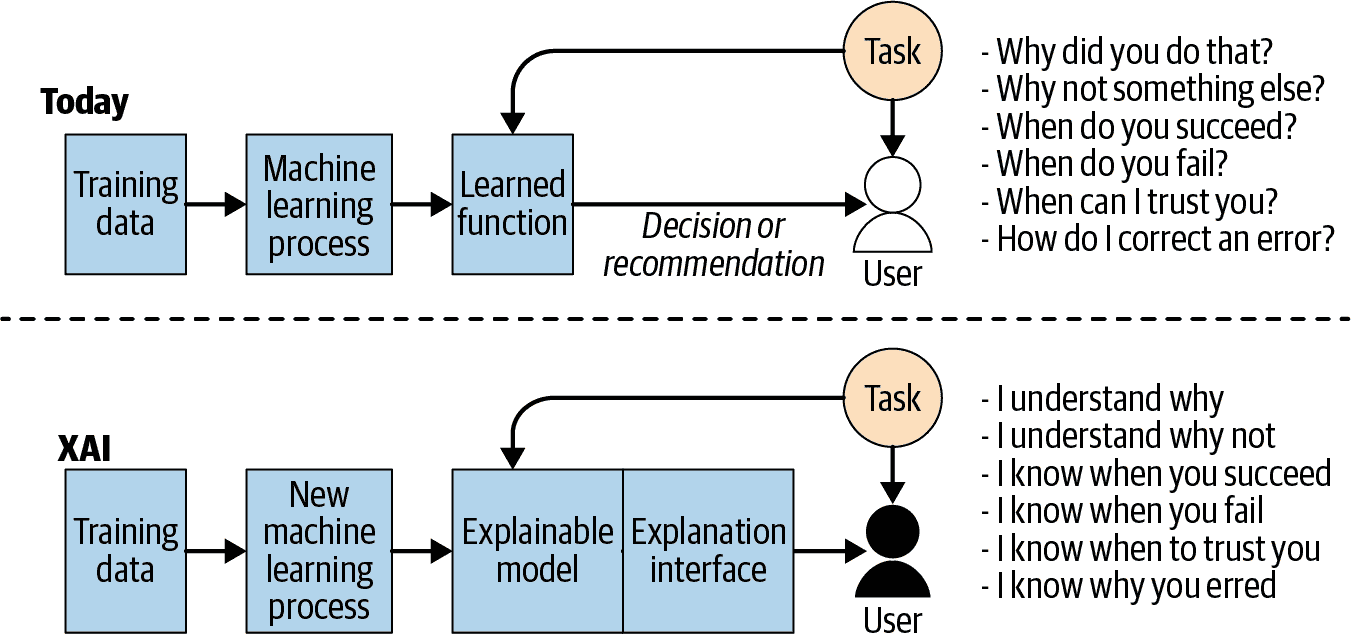 Task
- Why did you do that?
- Why not something else?
- When do you succeed?
- When do you fail?
- When can I trust you?
- How do I correct an error?
Today
Training
data
Machine
learning
process
Learned
function
Decision or
recommendation
User
Task
- I understand why
- I understand why not
- I know when you succeed
- I know when you fail
- I know when to trust you
- I know why you erred
XAI
Training
data
New
machine
learning
process
Explainable
model
Explanation
interface
User